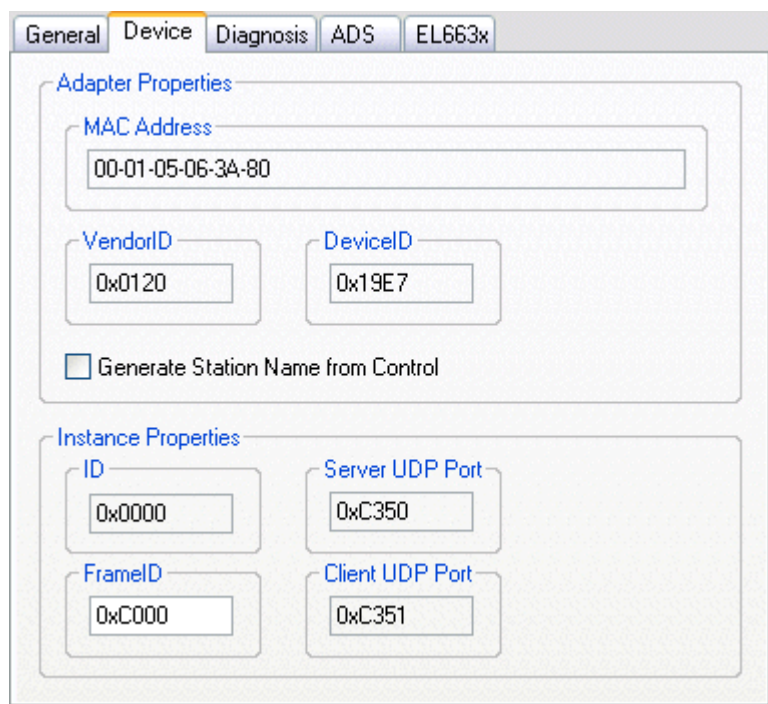 General Device Diagnosis ADS EL663x
Adapter Properties
MAC Address
00-01-05-06-3A-80
VendorID DeviceID
0x0120 0x19E7
Generate Station Name from Control
Instance Properties
ID Server UDP Port
0x0000 0xC350
FrameID Client UDP Port
0xC000 0xC351